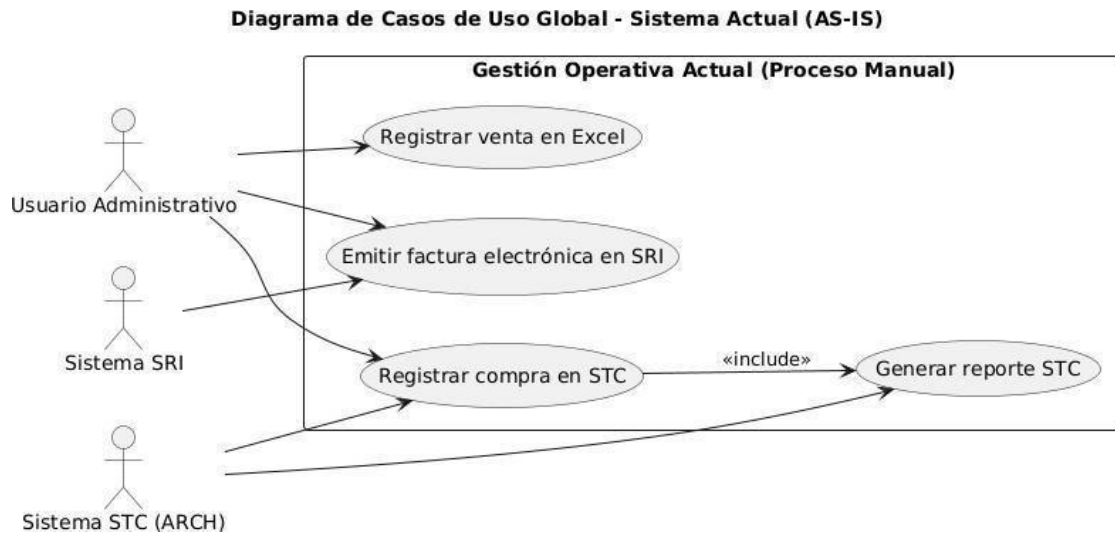 Diagrama de Casos de Uso Global - Sistema Actual (AS-IS)
Gestión Operativa Actual (Proceso Manual)
Registrar venta en Excel
Usuario Administrativo
Emitir factura electrónica en SRI
Sistema SRI
Registrar compra en STC
«include»
Generar reporte STC
Sistema STC (ARCH)